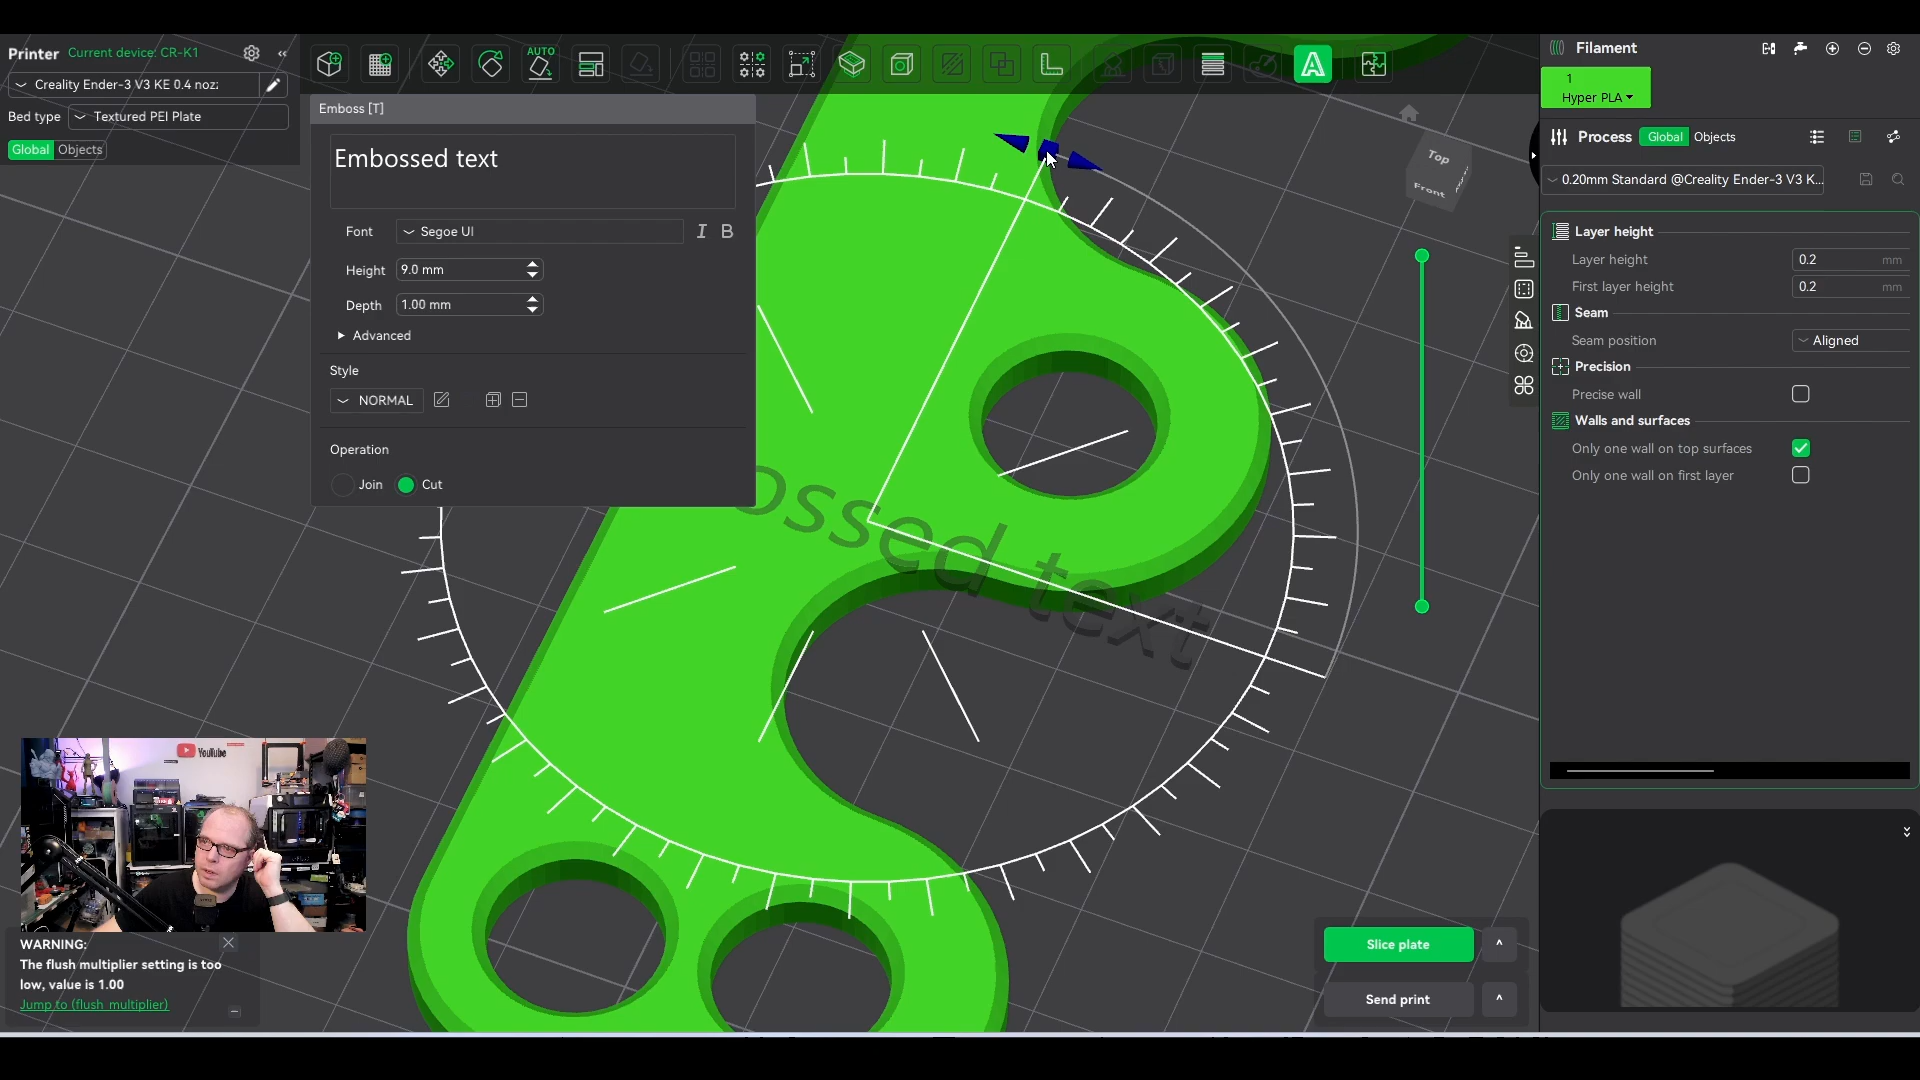 Printer Current device: CR-K1
Creality Ender-3 V3 KE 0.4 noz:
Bed type Textured PEI Plate
Global Objects
AUTO
Emboss [T]
Embossed text
Font Segoe UI I B
Height 9.0 mm
Depth 1.00 mm
Advanced
Style
NORMAL
Operation
Join Cut
ossed text
Top
Front
YouTube
WARNING:
The flush multiplier setting is too
low, value is 1.00
Jump to (flush_multiplier)
Slice plate
Send print
Filament
1
Hyper PLA
Process Global Objects
0.20mm Standard @Creality Ender-3 V3 K...
Layer height
Layer height 0.2 mm
First layer height 0.2 mm
Seam
Seam position Aligned
Precision
Precise wall
Walls and surfaces
Only one wall on top surfaces
Only one wall on first layer